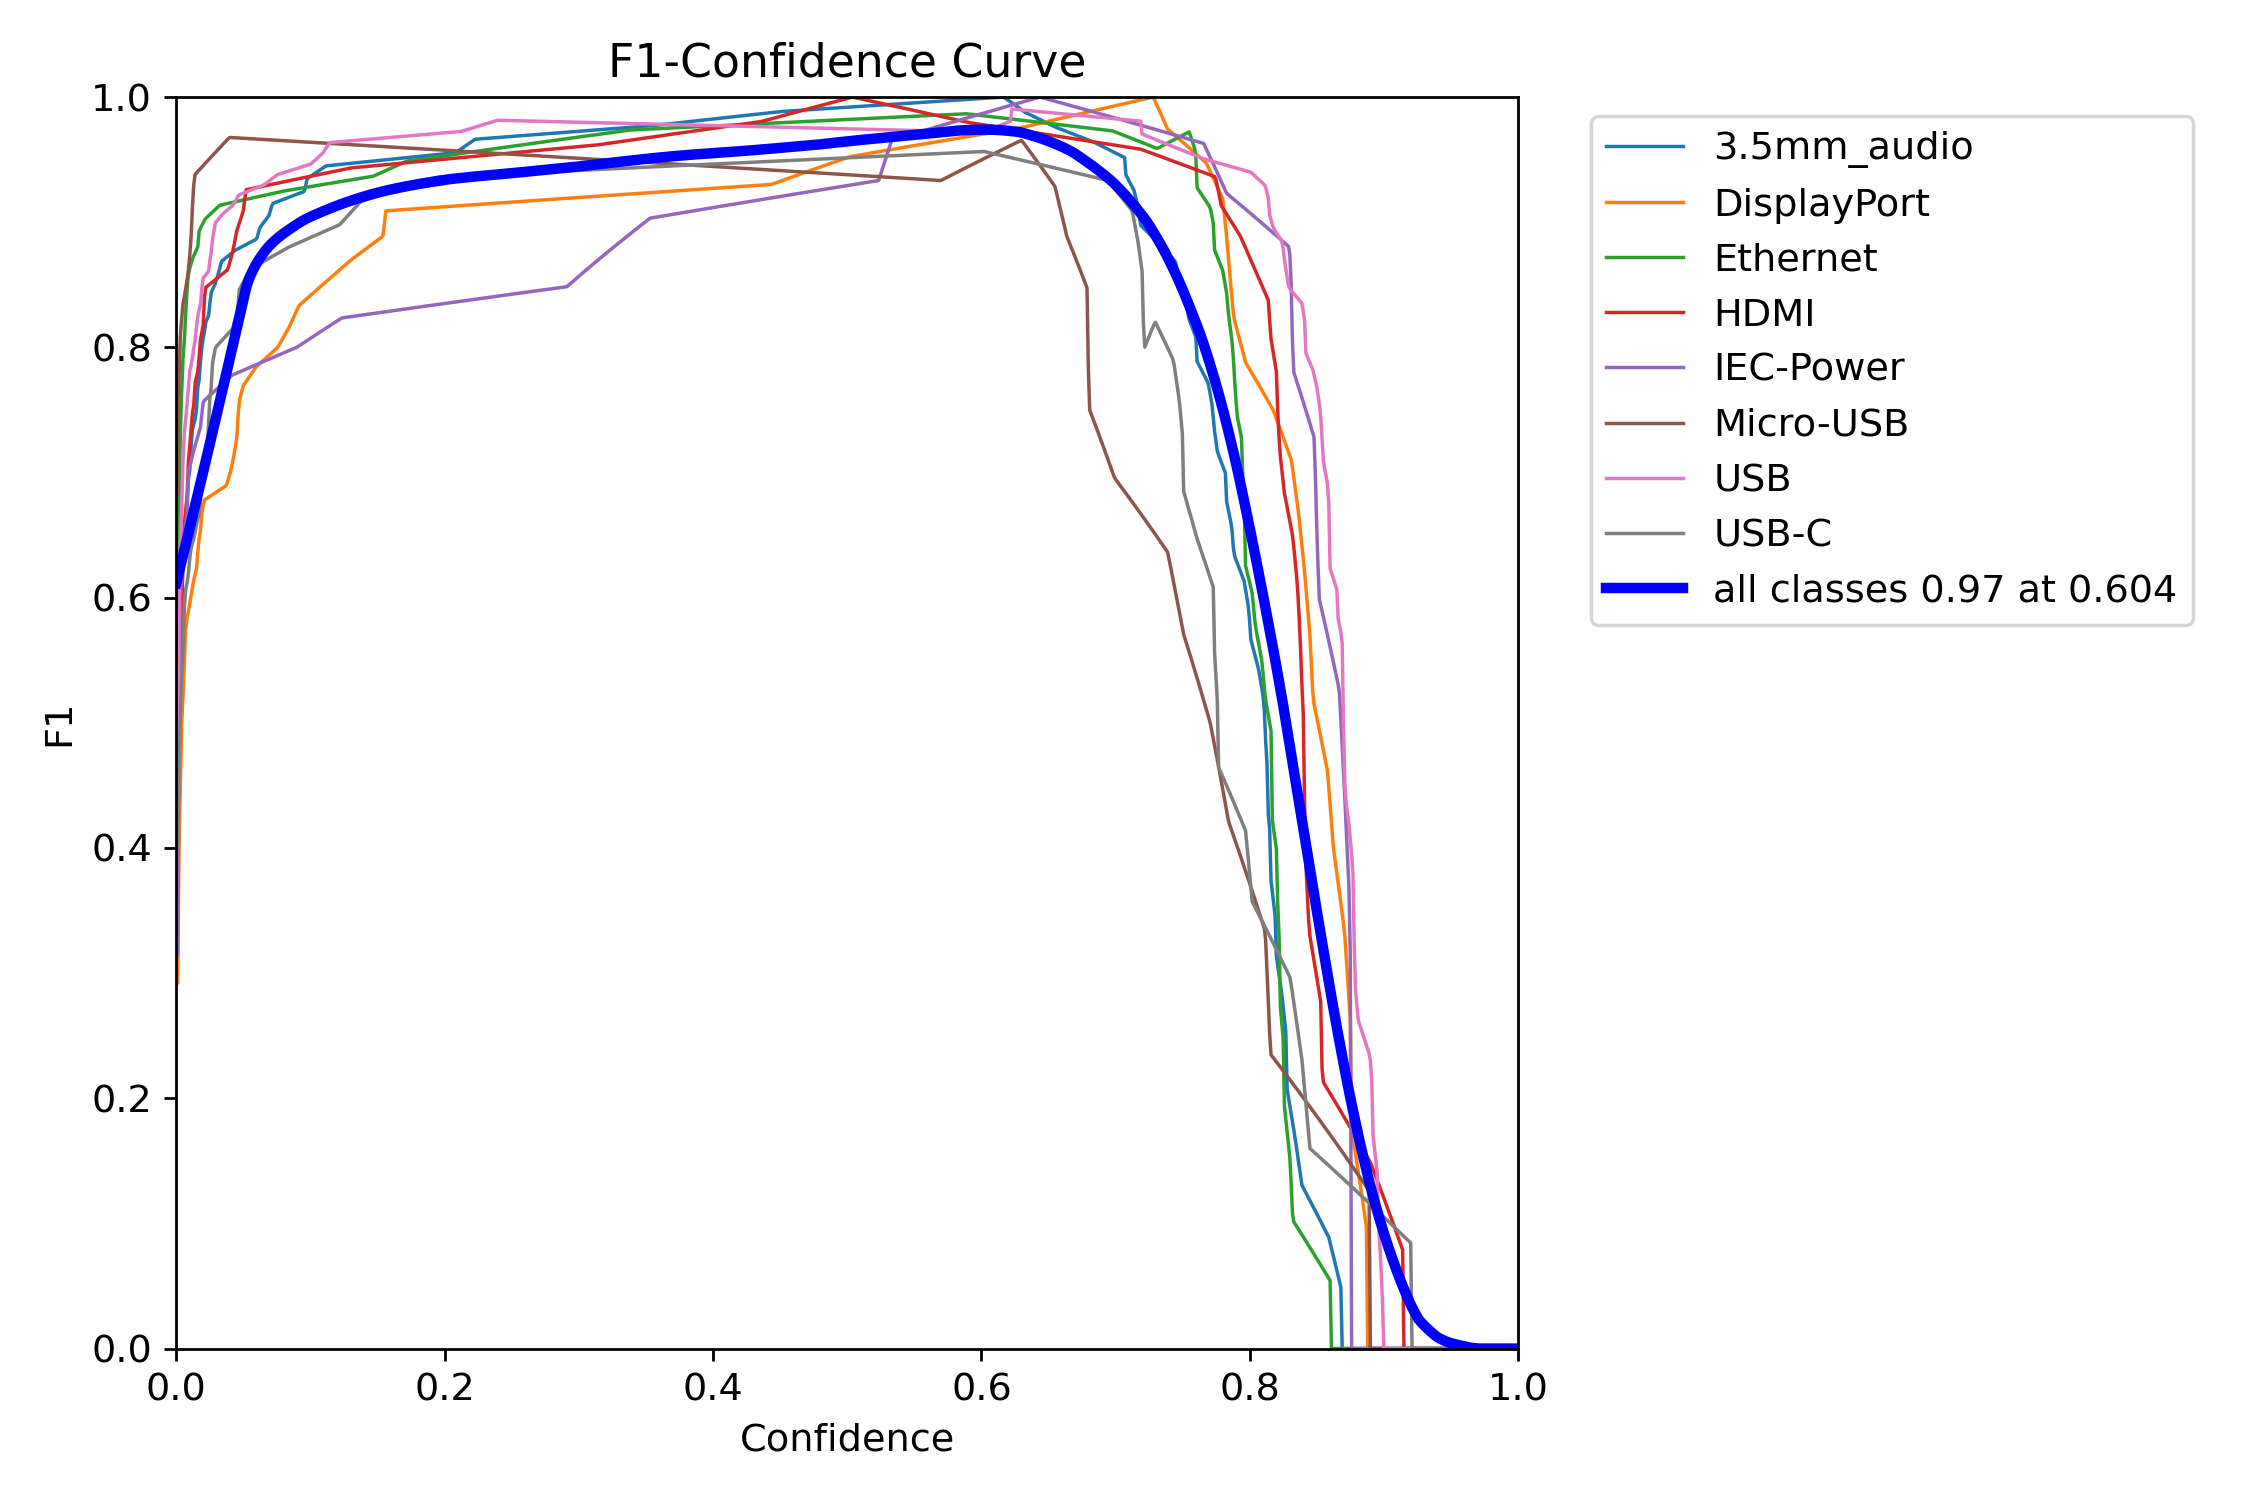 F1-Confidence Curve
1.0
0.8
0.6
0.4
0.2
0.0
F1
0.0 0.2 0.4 0.6 0.8 1.0
Confidence
3.5mm_audio
DisplayPort
Ethernet
HDMI
IEC-Power
Micro-USB
USB
USB-C
all classes 0.97 at 0.604